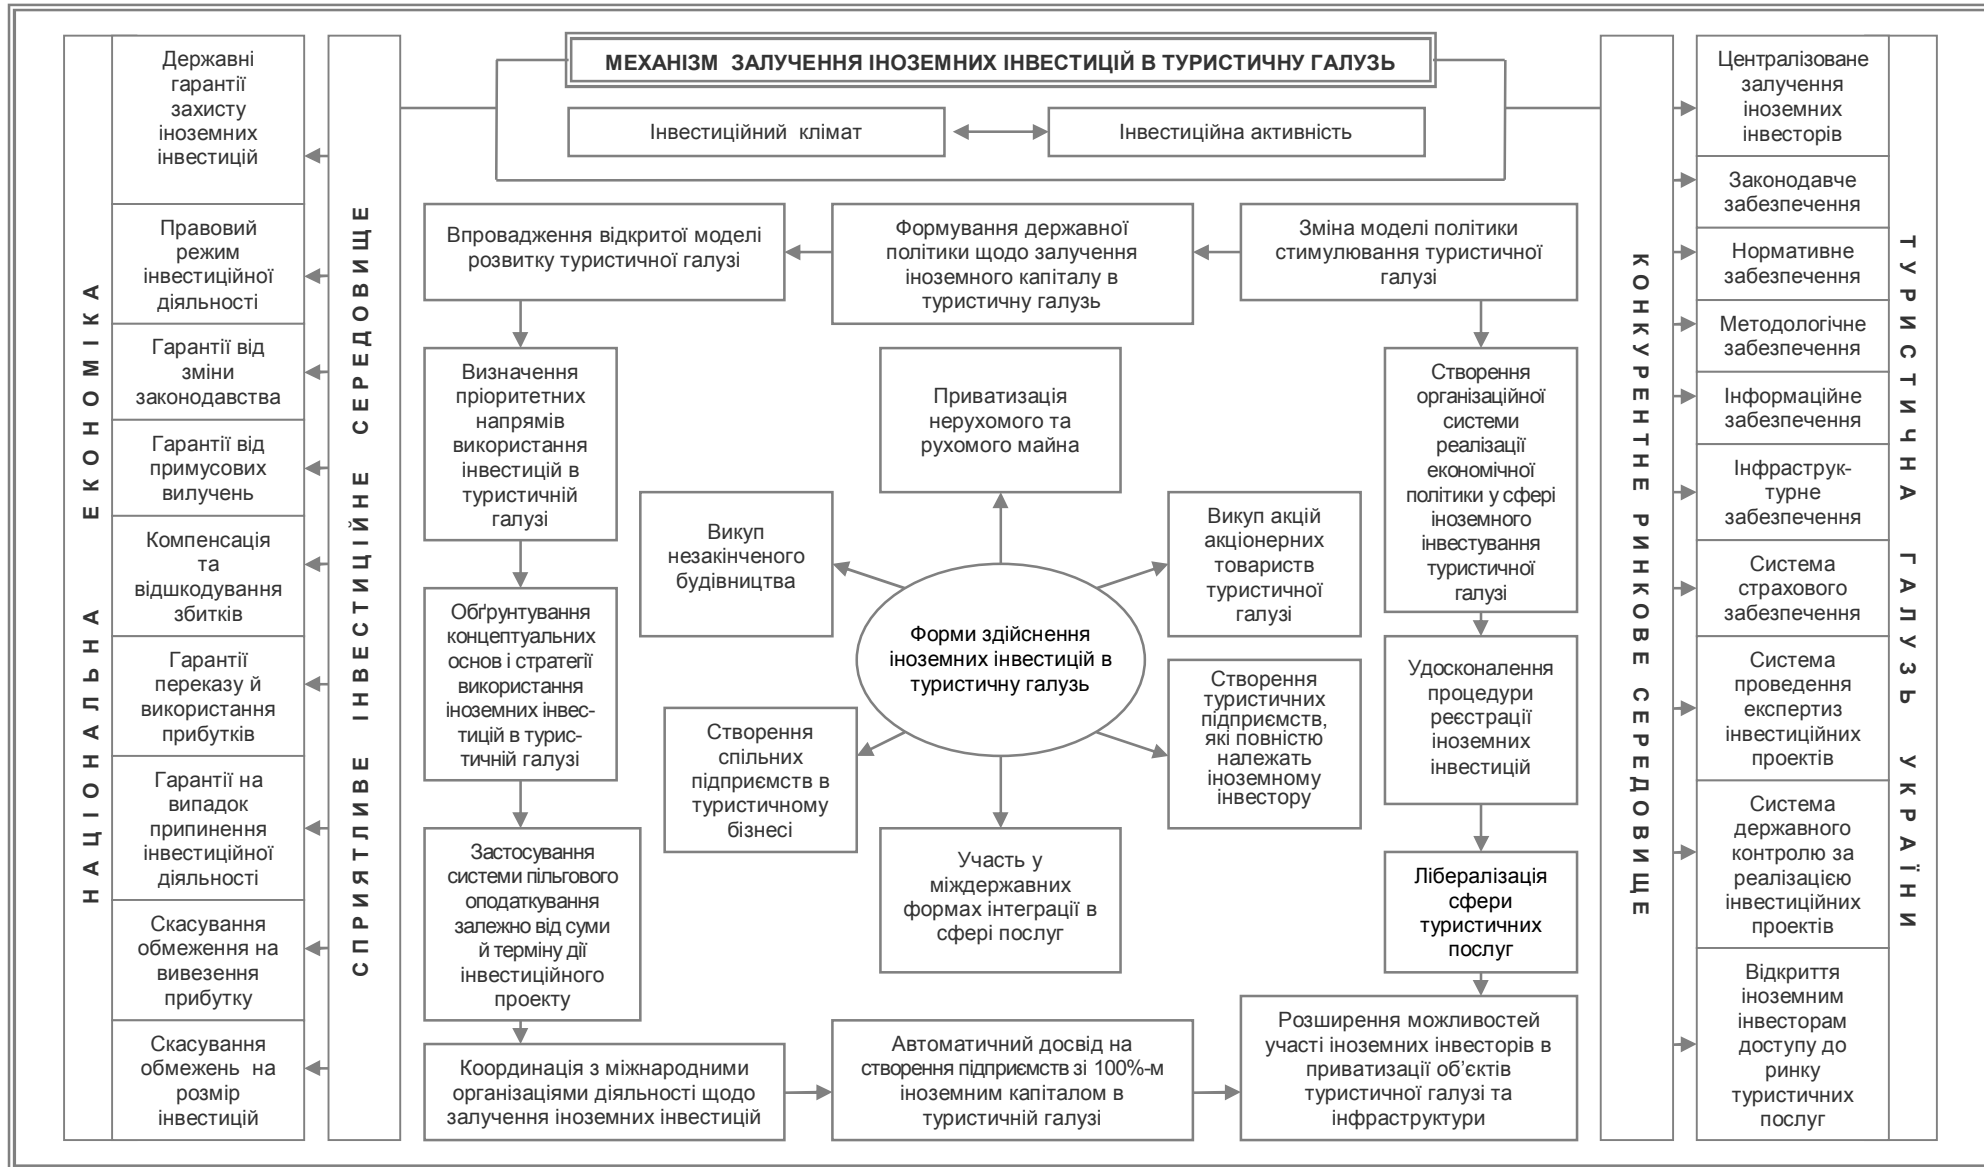 МЕХАНІЗМ ЗАЛУЧЕННЯ ІНОЗЕМНИХ ІНВЕСТИЦІЙ В ТУРИСТИЧНУ ГАЛУЗЬ
Інвестиційний клімат
Інвестиційна активність
НАЦІОНАЛЬНА ЕКОНОМІКА
Державні
гарантії
захисту
іноземних
інвестицій
Правовий
режим
інвестиційної
діяльності
Гарантії від
зміни
законодавства
Гарантії від
примусових
вилучень
Компенсація
та
відшкодування
збитків
Гарантії
переказу й
використання
прибутків
Гарантії на
випадок
припинення
інвестиційної
діяльності
Скасування
обмеження на
вивезення
прибутку
Скасування
обмежень на
розмір
інвестицій
СПРИЯТЛИВЕ ІНВЕСТИЦІЙНЕ СЕРЕДОВИЩЕ
Впровадження відкритої моделі
розвитку туристичної галузі
Формування державної
політики щодо залучення
іноземного капіталу в
туристичну галузь
Зміна моделі політики
стимулювання туристичної
галузі
Визначення
пріоритетних
напрямів
використання
інвестицій в
туристичній
галузі
Обґрунтування
концептуальних
основ і стратегії
використання
іноземних інвес-
тицій в турис-
тичній галузі
Застосування
системи пільгового
оподаткування
залежно від суми
й терміну дії
інвестиційного
проекту
Координація з міжнародними
організаціями діяльності щодо
залучення іноземних інвестицій
Автоматичний досвід на
створення підприємств зі 100%-м
іноземним капіталом в
туристичній галузі
Розширення можливостей
участі іноземних інвесторів в
приватизації об’єктів
туристичної галузі та
інфраструктури
Приватизація
нерухомого та
рухомого майна
Викуп
незакінченого
будівництва
Викуп акцій
акціонерних
товариств
туристичної
галузі
Форми здійснення
іноземних інвестицій в
туристичну галузь
Створення
спільних
підприємств в
туристичному
бізнесі
Створення
туристичних
підприємств,
які повністю
належать
іноземному
інвестору
Участь у
міждержавних
формах інтеграції в
сфері послуг
Створення
організаційної
системи
реалізації
економічної
політики у сфері
іноземного
інвестування
туристичної
галузі
Удосконалення
процедури
реєстрації
іноземних
інвестицій
Лібералізація
сфери
туристичних
послуг
КОНКУРЕНТНЕ РИНКОВЕ СЕРЕДОВИЩЕ
Централізоване
залучення
іноземних
інвесторів
Законодавче
забезпечення
Нормативне
забезпечення
Методологічне
забезпечення
Інформаційне
забезпечення
Інфраструк-
турне
забезпечення
Система
страхового
забезпечення
Система
проведення
експертиз
інвестиційних
проектів
Система
державного
контролю за
реалізацією
інвестиційних
проектів
Відкриття
іноземним
інвесторам
доступу до
ринку
туристичних
послуг
ТУРИСТИЧНА ГАЛУЗЬ УКРАЇНИ